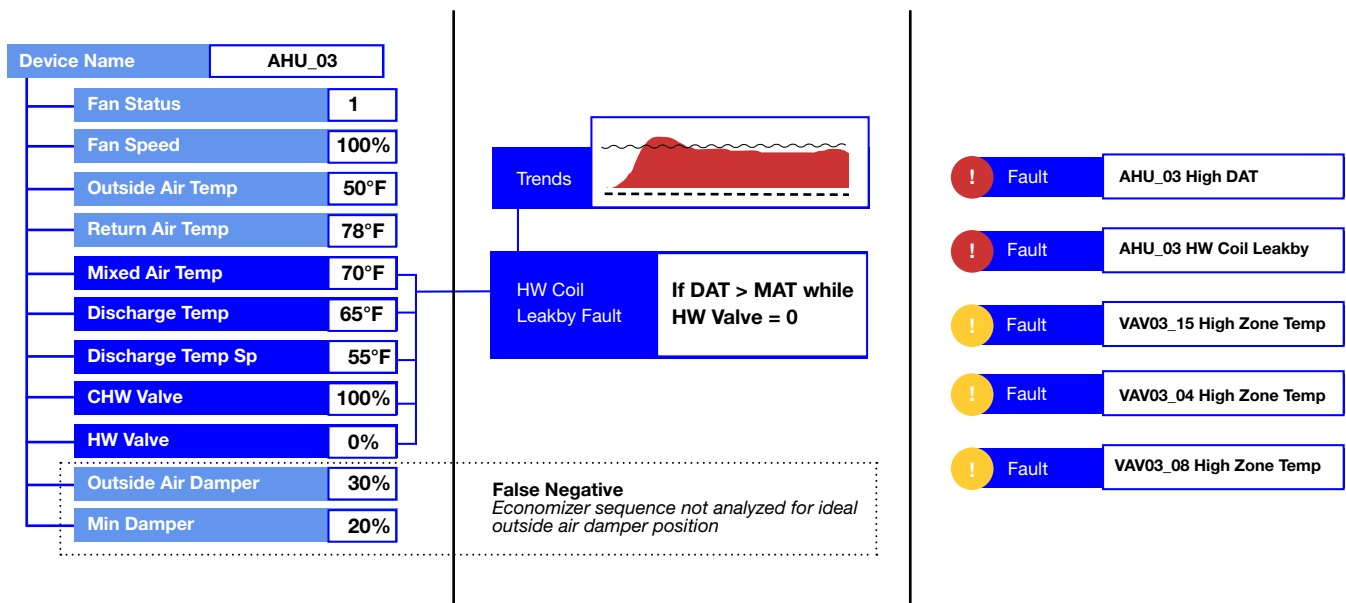 Device Name AHU_03
Fan Status 1
Fan Speed 100%
Outside Air Temp 50°F
Return Air Temp 78°F
Mixed Air Temp 70°F
Discharge Temp 65°F
Discharge Temp Sp 55°F
CHW Valve 100%
HW Valve 0%
Outside Air Damper 30%
Min Damper 20%
Trends
HW Coil
Leakby Fault
If DAT > MAT while
HW Valve = 0
False Negative
Economizer sequence not analyzed for ideal
outside air damper position
! Fault AHU_03 High DAT
! Fault AHU_03 HW Coil Leakby
! Fault VAV03_15 High Zone Temp
! Fault VAV03_04 High Zone Temp
! Fault VAV03_08 High Zone Temp